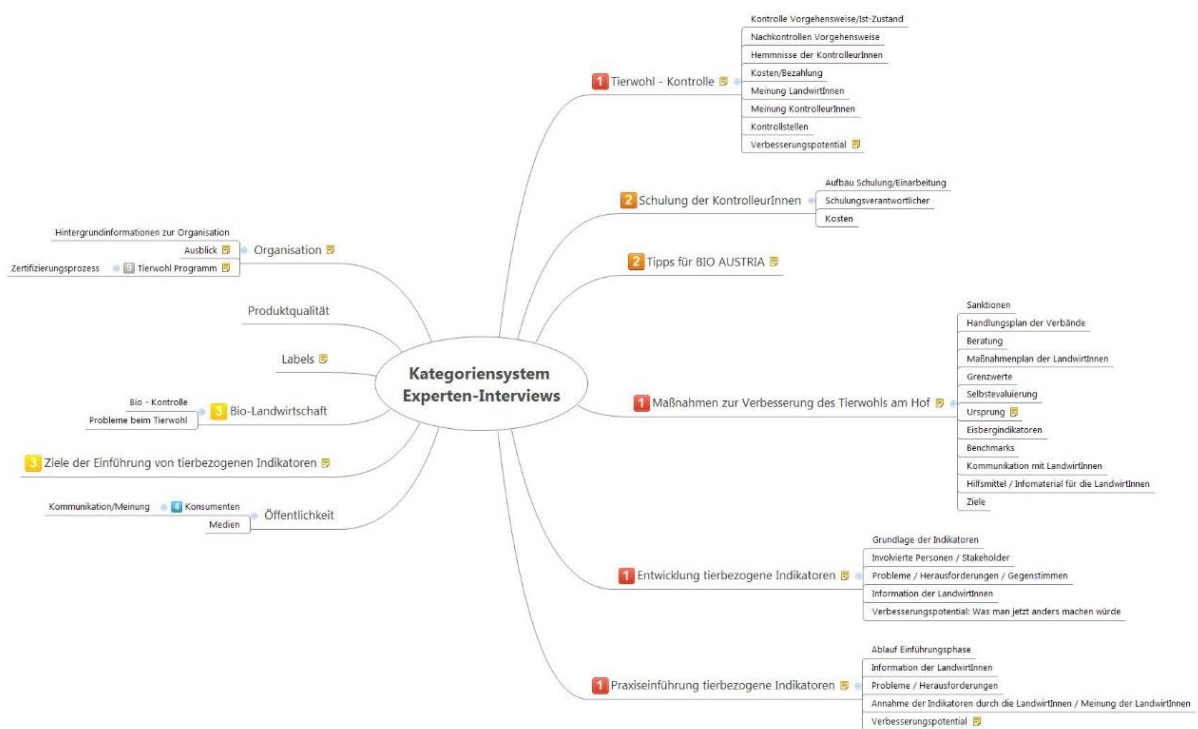 Kategoriensystem
Experten-Interviews
1 Tierwohl - Kontrolle
Kontrolle Vorgehensweise/Ist-Zustand
Nachkontrollen Vorgehensweise
Hemmnisse der KontrolleurInnen
Kosten/Bezahlung
Meinung LandwirtInnen
Meinung KontrolleurInnen
Kontrollstellen
Verbesserungspotential
2 Schulung der KontrolleurInnen
Aufbau Schulung/Einarbeitung
Schulungsverantwortlicher
Kosten
2 Tipps für BIO AUSTRIA
1 Maßnahmen zur Verbesserung des Tierwohls am Hof
Sanktionen
Handlungsplan der Verbände
Beratung
Maßnahmenplan der LandwirtInnen
Grenzwerte
Selbstevaluierung
Ursprung
Eisbergindikatoren
Benchmarks
Kommunikation mit LandwirtInnen
Hilfsmittel / Infomaterial für die LandwirtInnen
Ziele
1 Entwicklung tierbezogene Indikatoren
Grundlage der Indikatoren
Involvierte Personen / Stakeholder
Probleme / Herausforderungen / Gegenstimmen
Information der LandwirtInnen
Verbesserungspotential: Was man jetzt anders machen würde
1 Praxiseinführung tierbezogene Indikatoren
Ablauf Einführungsphase
Information der LandwirtInnen
Probleme / Herausforderungen
Annahme der Indikatoren durch die LandwirtInnen / Meinung der LandwirtInnen
Verbesserungspotential
Organisation
Hintergrundinformationen zur Organisation
Ausblick
9 Tierwohl Programm
Zertifizierungsprozess
Produktqualität
Labels
3 Bio-Landwirtschaft
Bio - Kontrolle
Probleme beim Tierwohl
3 Ziele der Einführung von tierbezogenen Indikatoren
Öffentlichkeit
4 Konsumenten
Kommunikation/Meinung
Medien